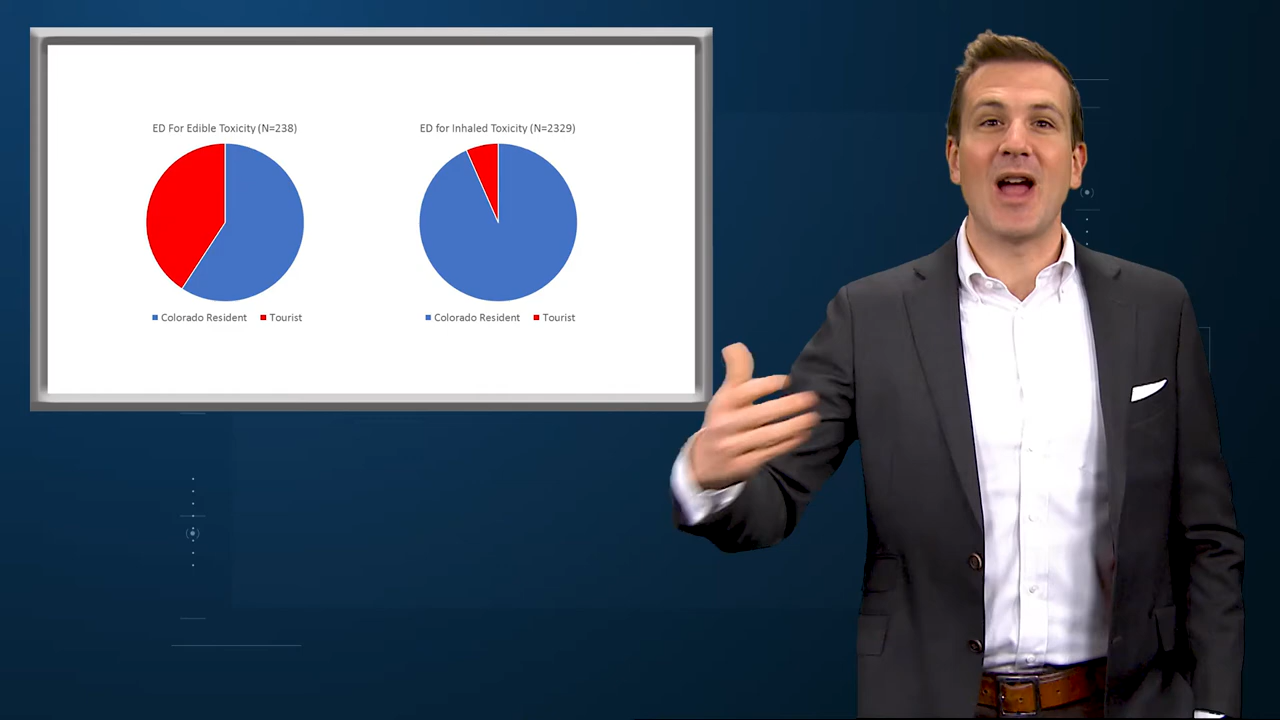 ED For Edible Toxicity (N=238)
Colorado Resident Tourist
ED for Inhaled Toxicity (N=2329)
Colorado Resident Tourist